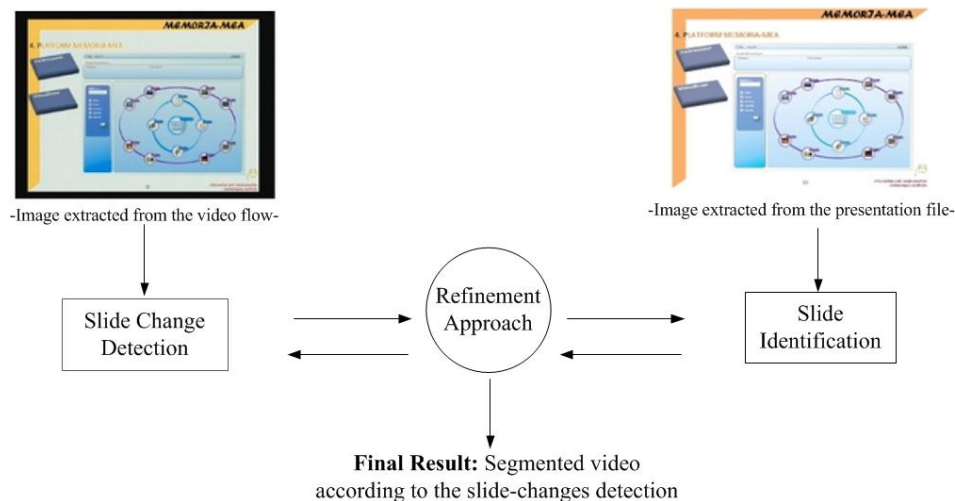 MEMORIA-MEA
4. PLATFORM MEMORIA-MEA
MEMORIA-MEA
4. PLATFORM MEMORIA-MEA
-Image extracted from the video flow-
-Image extracted from the presentation file-
Slide Change
Detection
Refinement
Approach
Slide
Identification
Final Result: Segmented video
according to the slide-changes detection